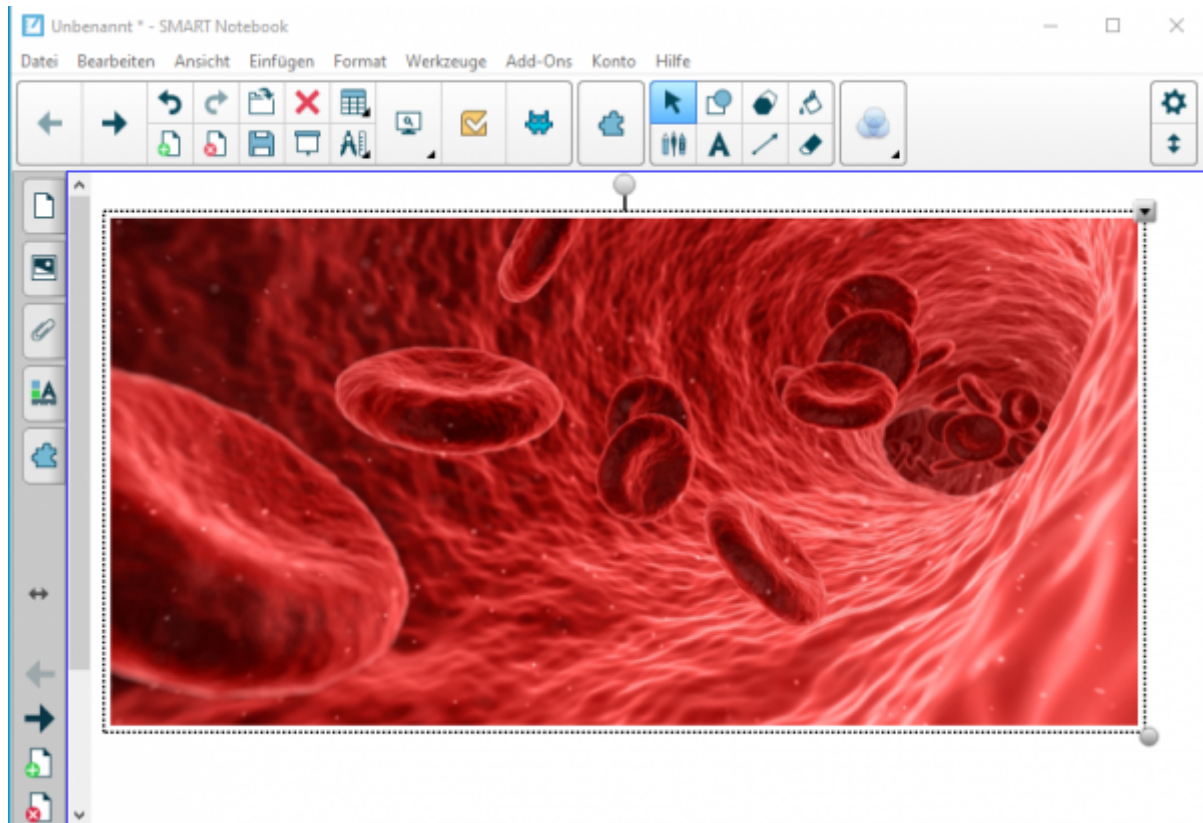 Unbenannt * - SMART Notebook
Datei Bearbeiten Ansicht Einfügen Format Werkzeuge Add-Ons Konto Hilfe